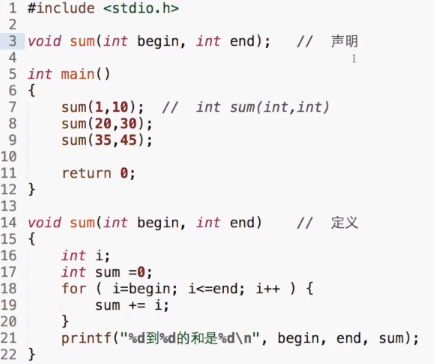 1 #include <stdio.h>
2
3 void sum(int begin, int end);   //  声明
4
5 int main()
6 {
7     sum(1,10);  //  int sum(int,int)
8     sum(20,30);
9     sum(35,45);
10
11     return 0;
12 }
13
14 void sum(int begin, int end)    //  定义
15 {
16     int i;
17     int sum =0;
18     for ( i=begin; i<=end; i++ ) {
19         sum += i;
20     }
21     printf("%d到%d的和是%d\n", begin, end, sum);
22 }